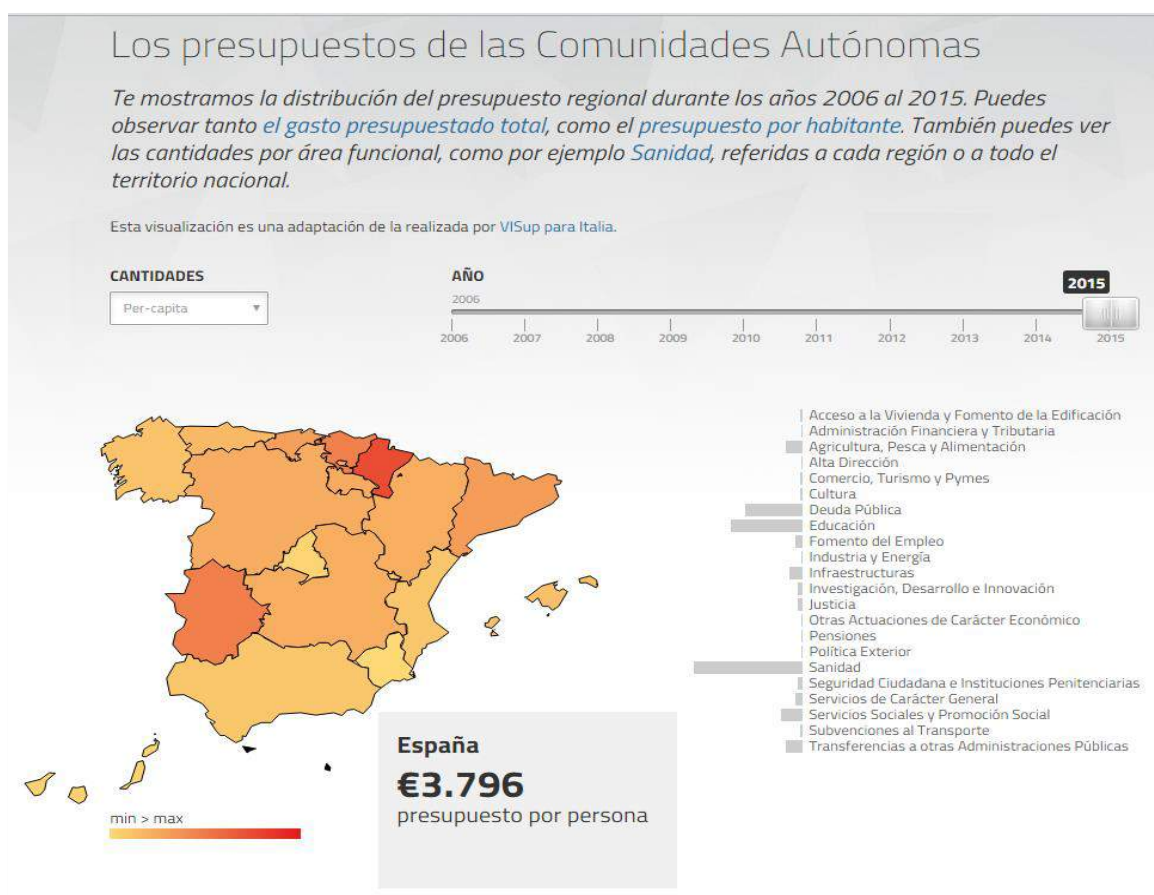 Los presupuestos de las Comunidades Autónomas
Te mostramos la distribución del presupuesto regional durante los años 2006 al 2015. Puedes
observar tanto el gasto presupuestado total, como el presupuesto por habitante. También puedes ver
las cantidades por área funcional, como por ejemplo Sanidad, referidas a cada región o a todo el
territorio nacional.
Esta visualización es una adaptación de la realizada por VISup para Italia.
CANTIDADES
Per-capita
AÑO
2015
2006
2006 2007 2008 2009 2010 2011 2012 2013 2014 2015
Acceso a la Vivienda y Fomento de la Edificación
Administración Financiera y Tributaria
Agricultura, Pesca y Alimentación
Alta Dirección
Comercio, Turismo y Pymes
Cultura
Deuda Pública
Educación
Fomento del Empleo
Industria y Energía
Infraestructuras
Investigación, Desarrollo e Innovación
Justicia
Otras Actuaciones de Carácter Económico
Pensiones
Política Exterior
Sanidad
Seguridad Ciudadana e Instituciones Penitenciarias
Servicios de Carácter General
Servicios Sociales y Promoción Social
Subvenciones al Transporte
Transferencias a otras Administraciones Públicas
España
€3.796
presupuesto por persona
min > max